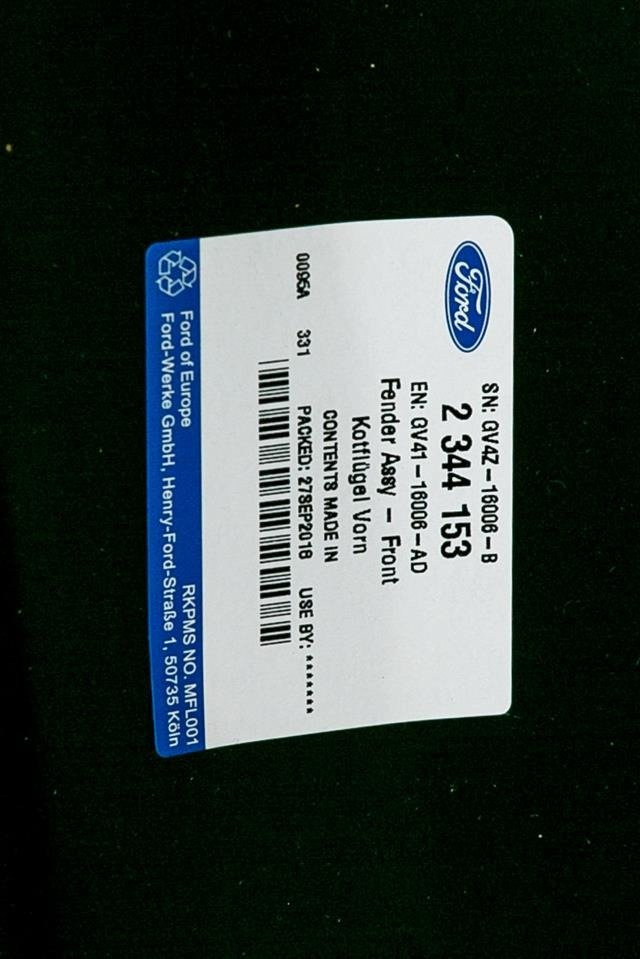 Ford
SN: GV4Z-16006-B
2 344 153
EN: GV41-16006-AD
Fender Assy - Front
Kotflügel Vorn
CONTENTS MADE IN
0095A 331 PACKED: 27SEP2018 USE BY: *******
Ford of Europe RKPMS NO. MFL001
Ford-Werke GmbH, Henry-Ford-Straße 1, 50735 Köln